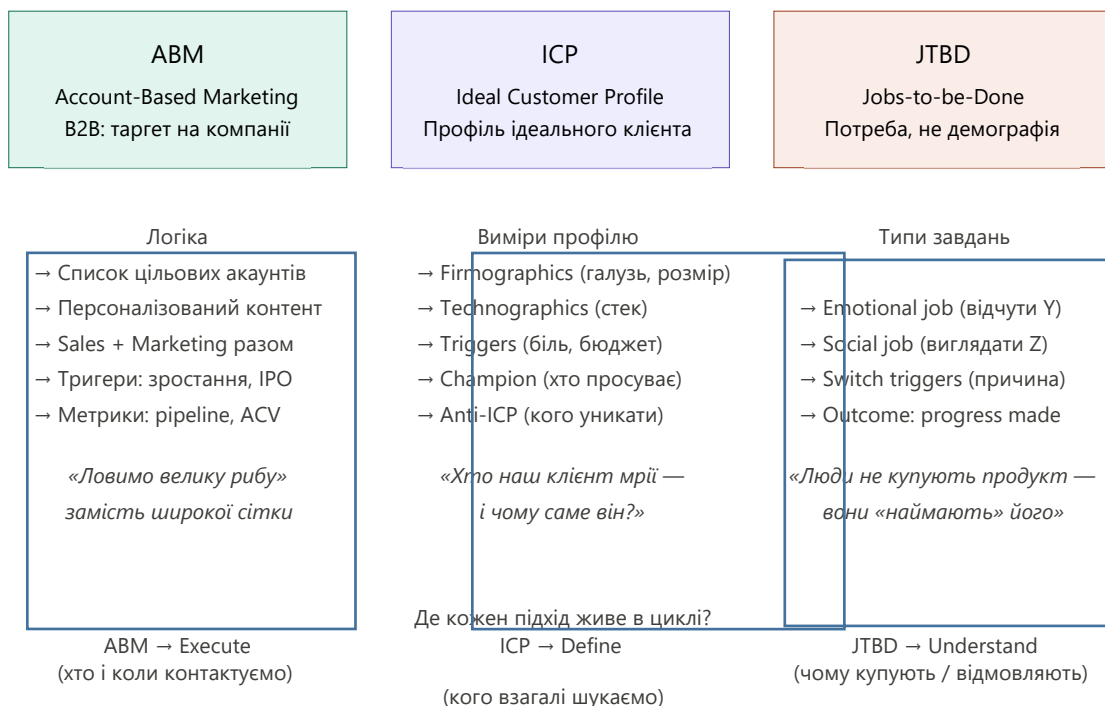 ABM
Account-Based Marketing
B2B: таргет на компанії
ICP
Ideal Customer Profile
Профіль ідеального клієнта
JTBD
Jobs-to-be-Done
Потреба, не демографія
Логіка
→ Список цільових акаунтів
→ Персоналізований контент
→ Sales + Marketing разом
→ Тригери: зростання, IPO
→ Метрики: pipeline, ACV
«Ловимо велику рибу»
замість широкої сітки
Виміри профілю
→ Firmographics (галузь, розмір)
→ Technographics (стек)
→ Triggers (біль, бюджет)
→ Champion (хто просуває)
→ Anti-ICP (кого уникати)
«Хто наш клієнт мрії —
і чому саме він?»
Типи завдань
→ Emotional job (відчути Y)
→ Social job (виглядати Z)
→ Switch triggers (причина)
→ Outcome: progress made
«Люди не купують продукт —
вони «наймають» його»
Де кожен підхід живе в циклі?
ABM → Execute
(хто і коли контактуємо)
ICP → Define
(кого взагалі шукаємо)
JTBD → Understand
(чому купують / відмовляють)